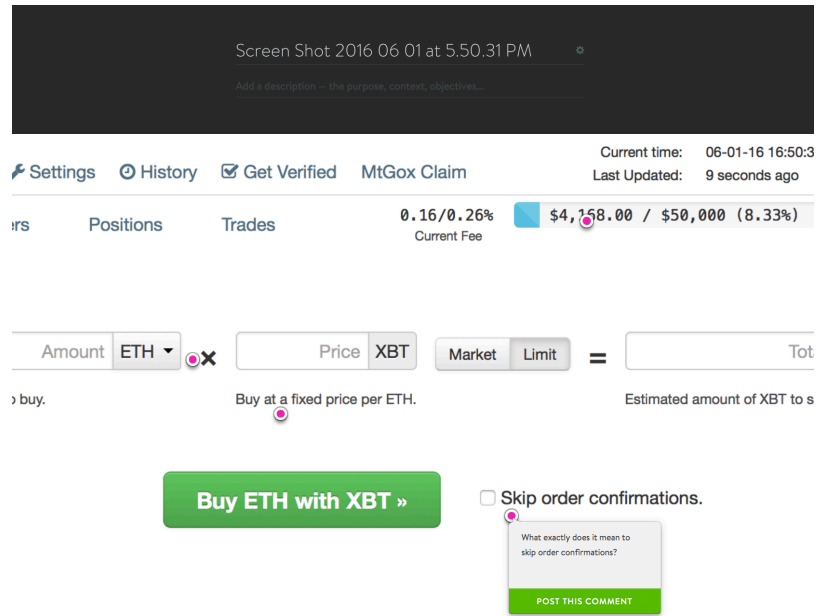 Screen Shot 2016 06 01 at 5.50.31 PM
Add a description — the purpose, context, objectives...
Current time: 06-01-16 16:50:3
Settings History Get Verified MtGox Claim
Last Updated: 9 seconds ago
ers Positions Trades
0.16/0.26%
Current Fee
$4,168.00 / $50,000 (8.33%)
Amount ETH × Price XBT Market Limit = Tot
o buy.
Buy at a fixed price per ETH.
Estimated amount of XBT to s
Buy ETH with XBT »
Skip order confirmations.
What exactly does it mean to
skip order confirmations?
POST THIS COMMENT